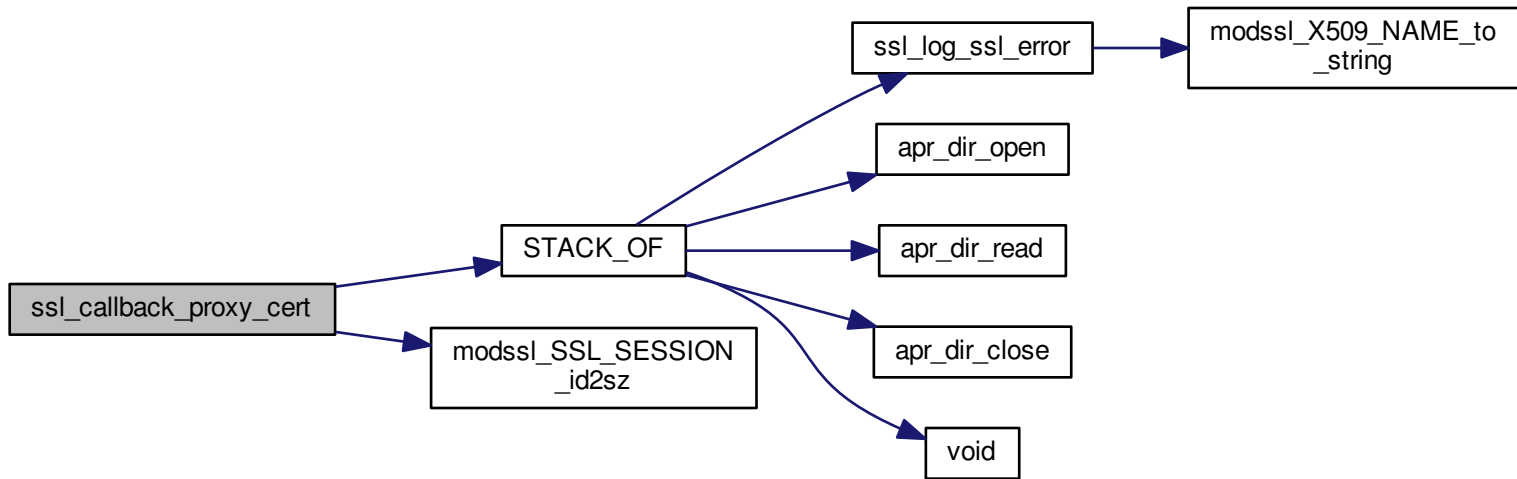 ssl_log_ssl_error
modssl_X509_NAME_to
_string
apr_dir_open
STACK_OF
apr_dir_read
ssl_callback_proxy_cert
modssl_SSL_SESSION
_id2sz
apr_dir_close
void